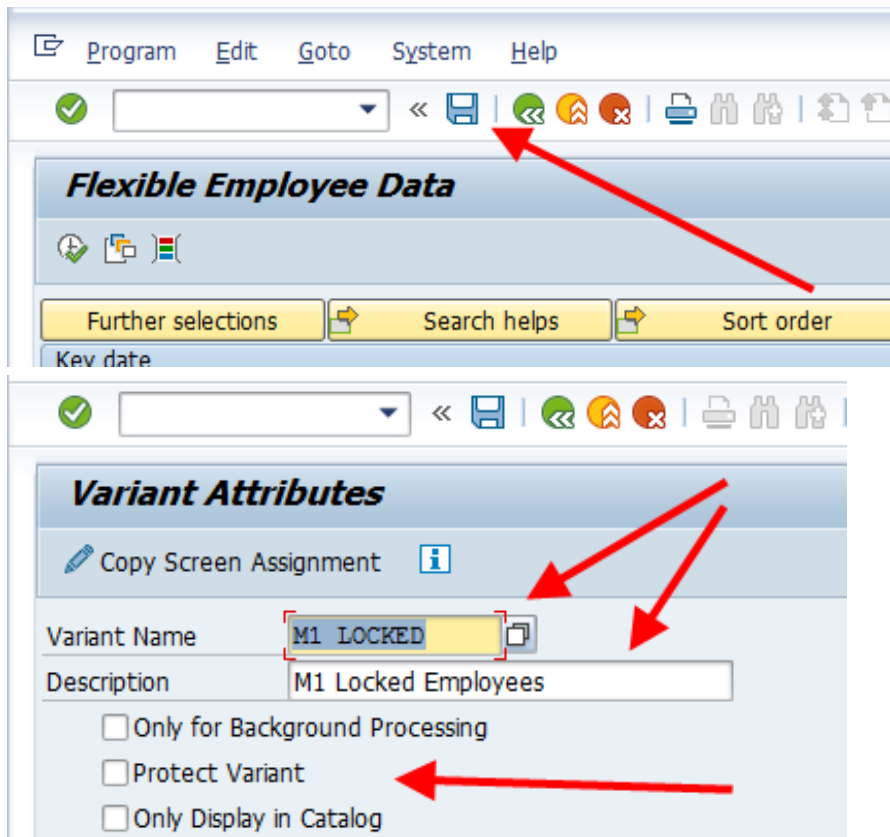 Program Edit Goto System Help
Flexible Employee Data
Further selections Search helps Sort order
Key date
Variant Attributes
Copy Screen Assignment
Variant Name M1 LOCKED
Description M1 Locked Employees
Only for Background Processing
Protect Variant
Only Display in Catalog